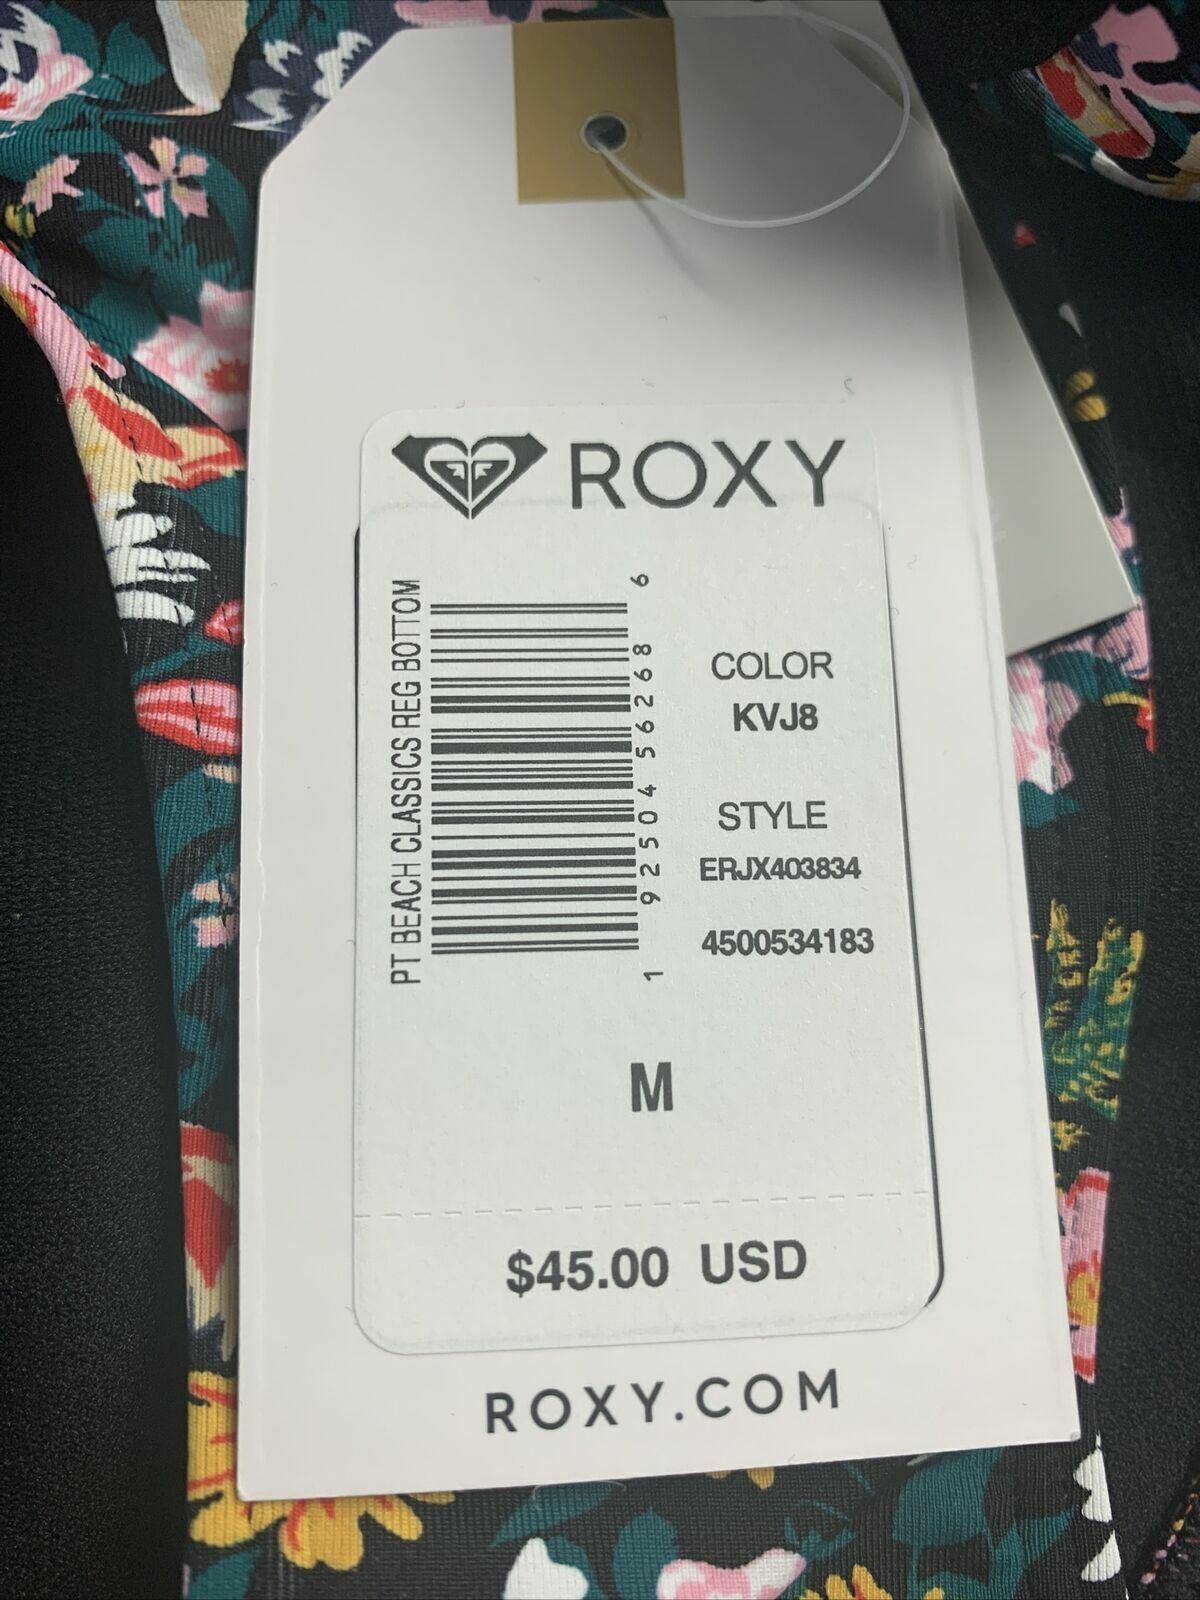 ROXY
PT BEACH CLASSICS REG BOTTOM
1 92504 56268 6
COLOR
KVJ8
STYLE
ERJX403834
4500534183
M
$45.00 USD
ROXY.COM